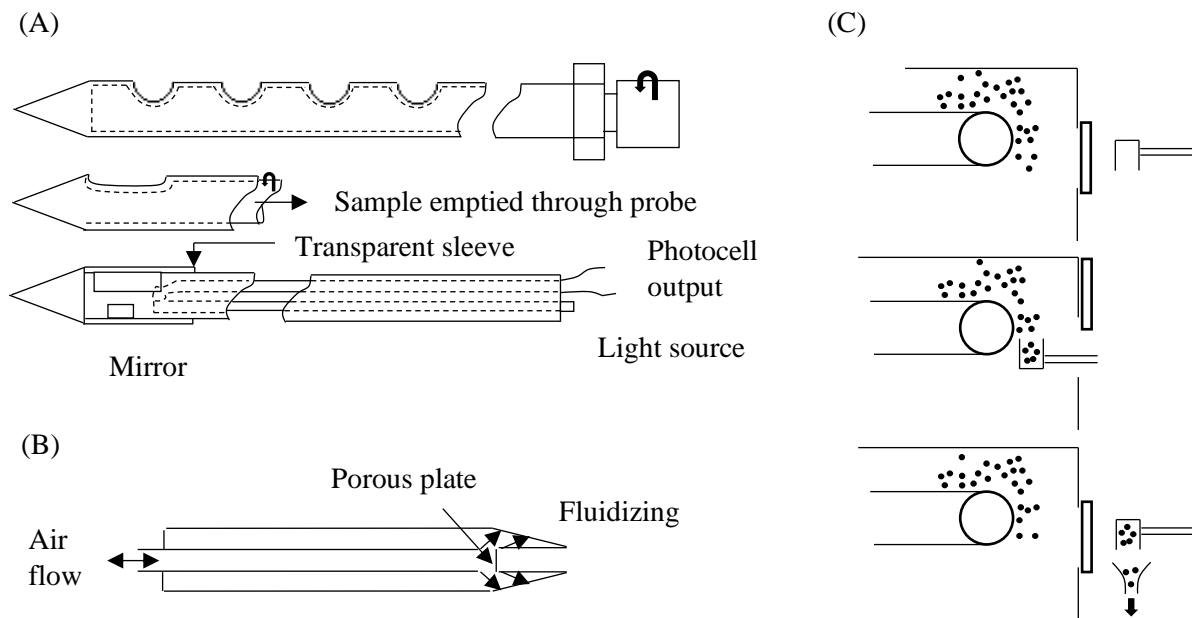 (A)
Sample emptied through probe
Transparent sleeve
Photocell
output
Light source
Mirror
(B)
Porous plate
Fluidizing
Air
flow
(C)